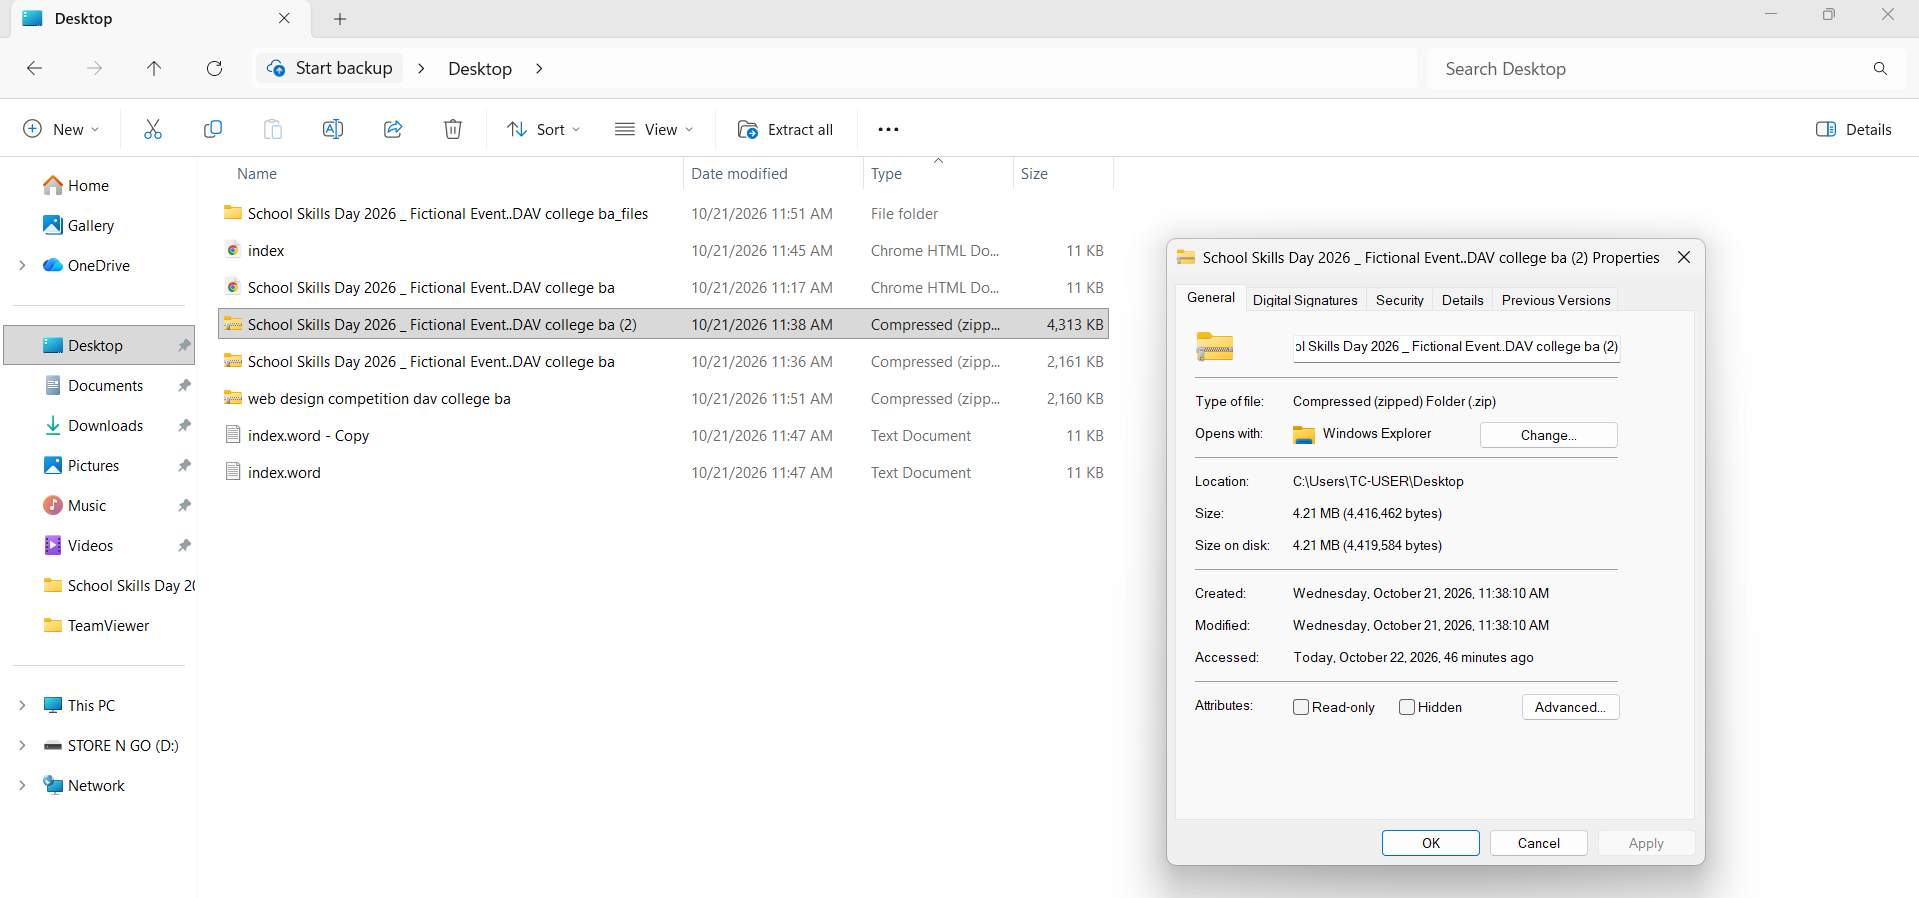 Desktop
Start backup
Desktop
Search Desktop
New
Sort
View
Extract all
Details
Home
Gallery
OneDrive
Desktop
Documents
Downloads
Pictures
Music
Videos
School Skills Day 20
TeamViewer
This PC
STORE N GO (D:)
Network
Name Date modified Type Size
School Skills Day 2026 _ Fictional Event..DAV college ba_files 10/21/2026 11:51 AM File folder
index 10/21/2026 11:45 AM Chrome HTML Do... 11 KB
School Skills Day 2026 _ Fictional Event..DAV college ba 10/21/2026 11:17 AM Chrome HTML Do... 11 KB
School Skills Day 2026 _ Fictional Event..DAV college ba (2) 10/21/2026 11:38 AM Compressed (zipp... 4,313 KB
School Skills Day 2026 _ Fictional Event..DAV college ba 10/21/2026 11:36 AM Compressed (zipp... 2,161 KB
web design competition dav college ba 10/21/2026 11:51 AM Compressed (zipp... 2,160 KB
index.word - Copy 10/21/2026 11:47 AM Text Document 11 KB
index.word 10/21/2026 11:47 AM Text Document 11 KB
School Skills Day 2026 _ Fictional Event..DAV college ba (2) Properties
General Digital Signatures Security Details Previous Versions
ol Skills Day 2026 _ Fictional Event..DAV college ba (2)
Type of file: Compressed (zipped) Folder (.zip)
Opens with: Windows Explorer Change...
Location: C:\Users\TC-USER\Desktop
Size: 4.21 MB (4,416,462 bytes)
Size on disk: 4.21 MB (4,419,584 bytes)
Created: Wednesday, October 21, 2026, 11:38:10 AM
Modified: Wednesday, October 21, 2026, 11:38:10 AM
Accessed: Today, October 22, 2026, 46 minutes ago
Attributes: Read-only Hidden Advanced...
OK Cancel Apply